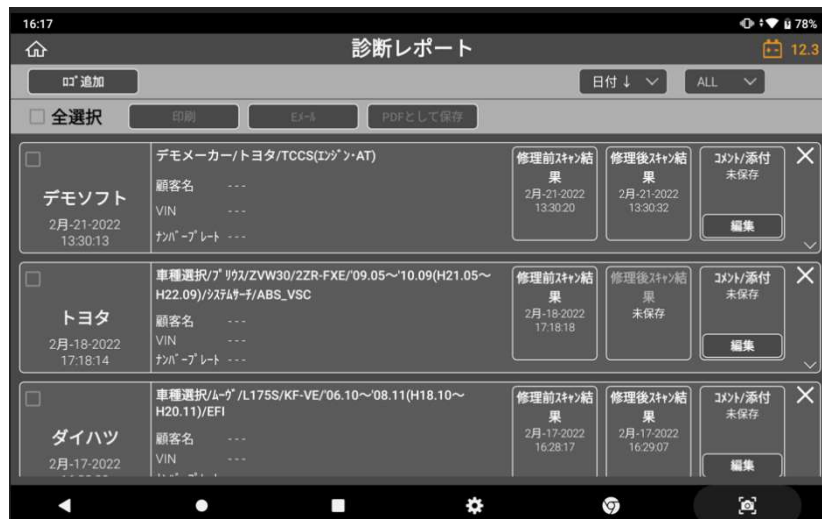 16:17
78%
診断レポート
12.3
ﾛｸﾞ追加
日付↓
ALL
全選択
印刷
Eﾒｰﾙ
PDFとして保存
デモソフト
2月-21-2022
13:30:13
デモメーカー/トヨタ/TCCS(ｴﾝｼﾞﾝ･AT)
顧客名 ---
VIN ---
ﾅﾝﾊﾞｰﾌﾟﾚｰﾄ ---
修理前ｽｷｬﾝ結
果
2月-21-2022
13:30:20
修理後ｽｷｬﾝ結
果
2月-21-2022
13:30:32
ｺﾒﾝﾄ/添付
未保存
編集
トヨタ
2月-18-2022
17:18:14
車種選択/ﾌﾟﾘｳｽ/ZVW30/2ZR-FXE/'09.05～'10.09(H21.05～
H22.09)/ｼｽﾃﾑｻｰﾁ/ABS_VSC
顧客名 ---
VIN ---
ﾅﾝﾊﾞｰﾌﾟﾚｰﾄ ---
修理前ｽｷｬﾝ結
果
2月-18-2022
17:18:18
修理後ｽｷｬﾝ結
果
未保存
ｺﾒﾝﾄ/添付
未保存
編集
ダイハツ
2月-17-2022
車種選択/ﾑｰｳﾞ/L175S/KF-VE/'06.10～'08.11(H18.10～
H20.11)/EFI
顧客名 ---
VIN ---
修理前ｽｷｬﾝ結
果
2月-17-2022
16:28:17
修理後ｽｷｬﾝ結
果
2月-17-2022
16:29:07
ｺﾒﾝﾄ/添付
未保存
編集